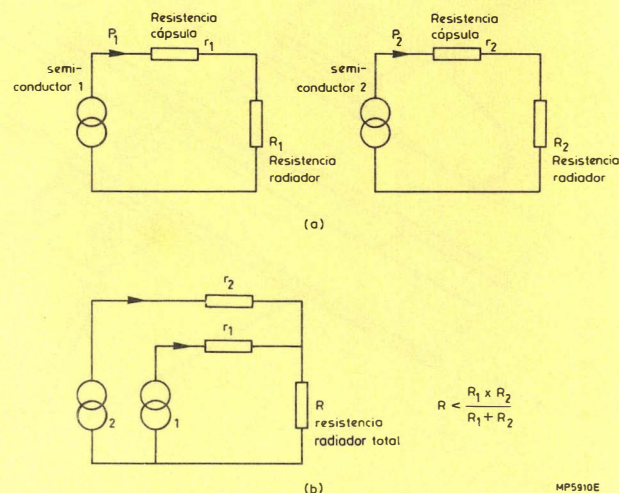 Resistencia
cápsula
P₁
r₁
semi-
conductor 1
R₁
Resistencia
radiador
Resistencia
cápsula
P₂
r₂
semi-
conductor 2
R₂
Resistencia
radiador
(a)
r₂
r₁
2
1
R
resistencia
radiador total
R < R₁ x R₂ / R₁ + R₂
(b)
MP5910E